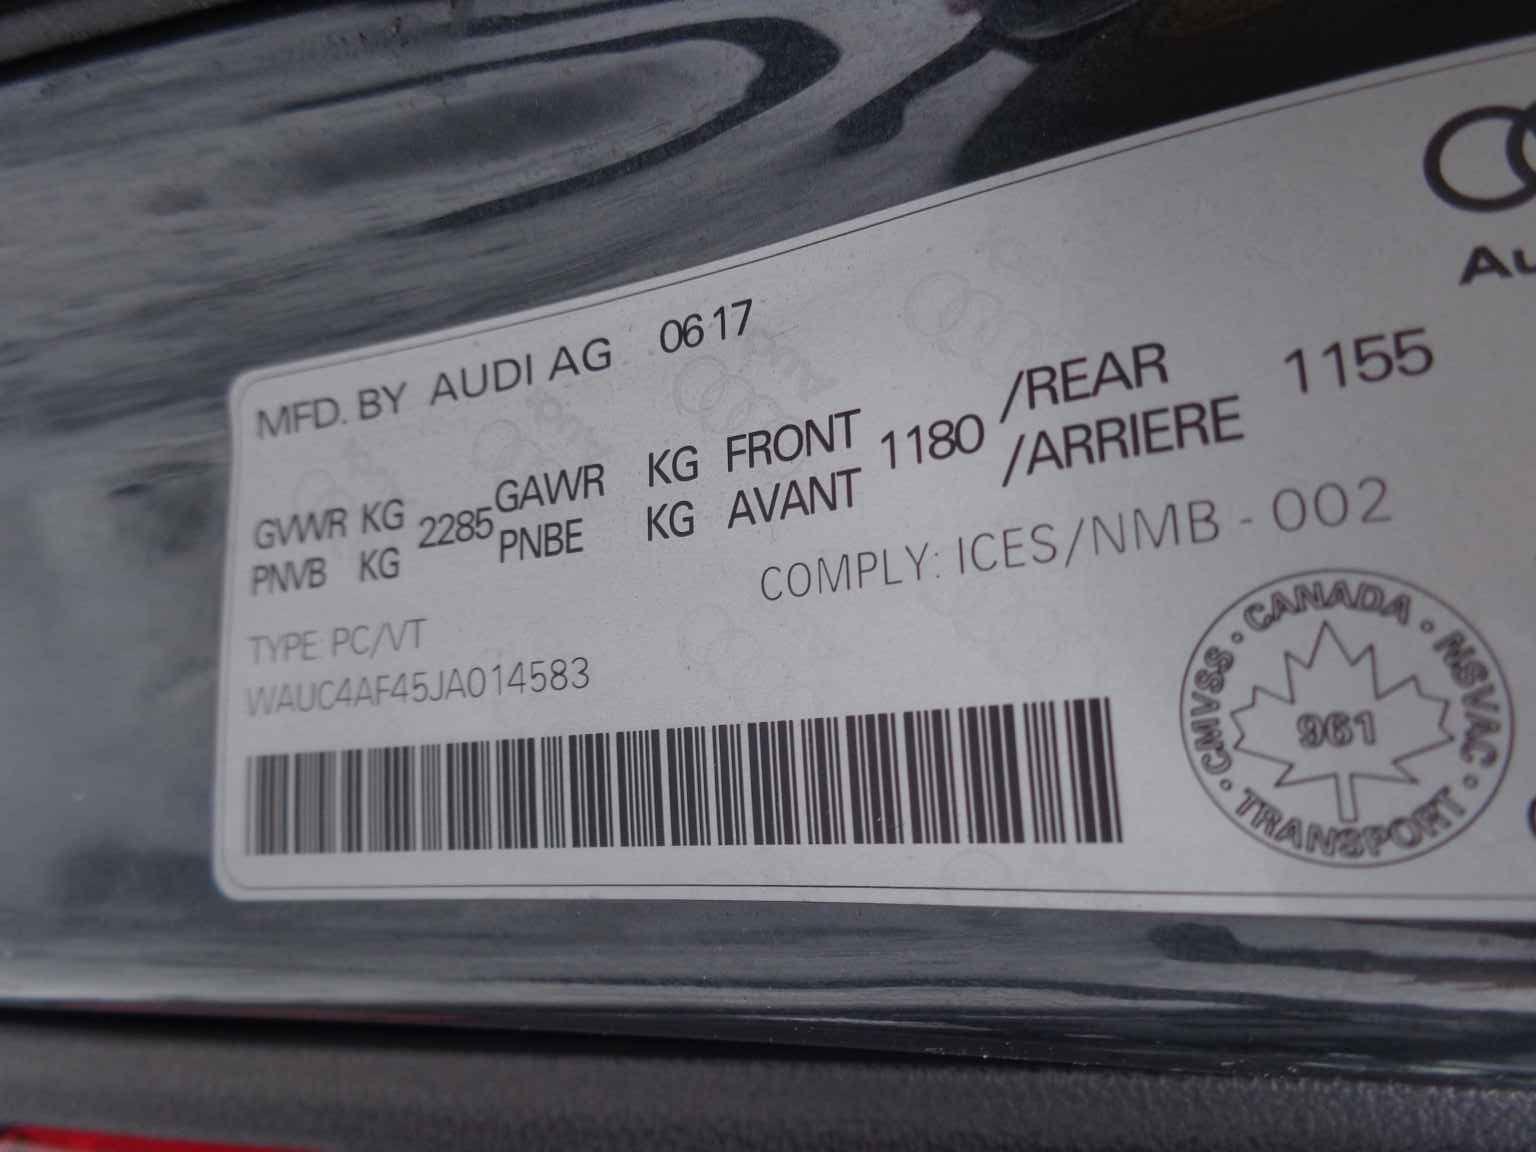 Au
MFD. BY AUDI AG 0617
GVWR KG 2285 GAWR KG FRONT 1180 /REAR 1155
PNVB KG PNBE KG AVANT /ARRIERE
COMPLY: ICES/NMB - 002
TYPE PC/VT
WAUC4AF45JA014583
CMVSS • CANADA • NSVAC • TRANSPORT •
961